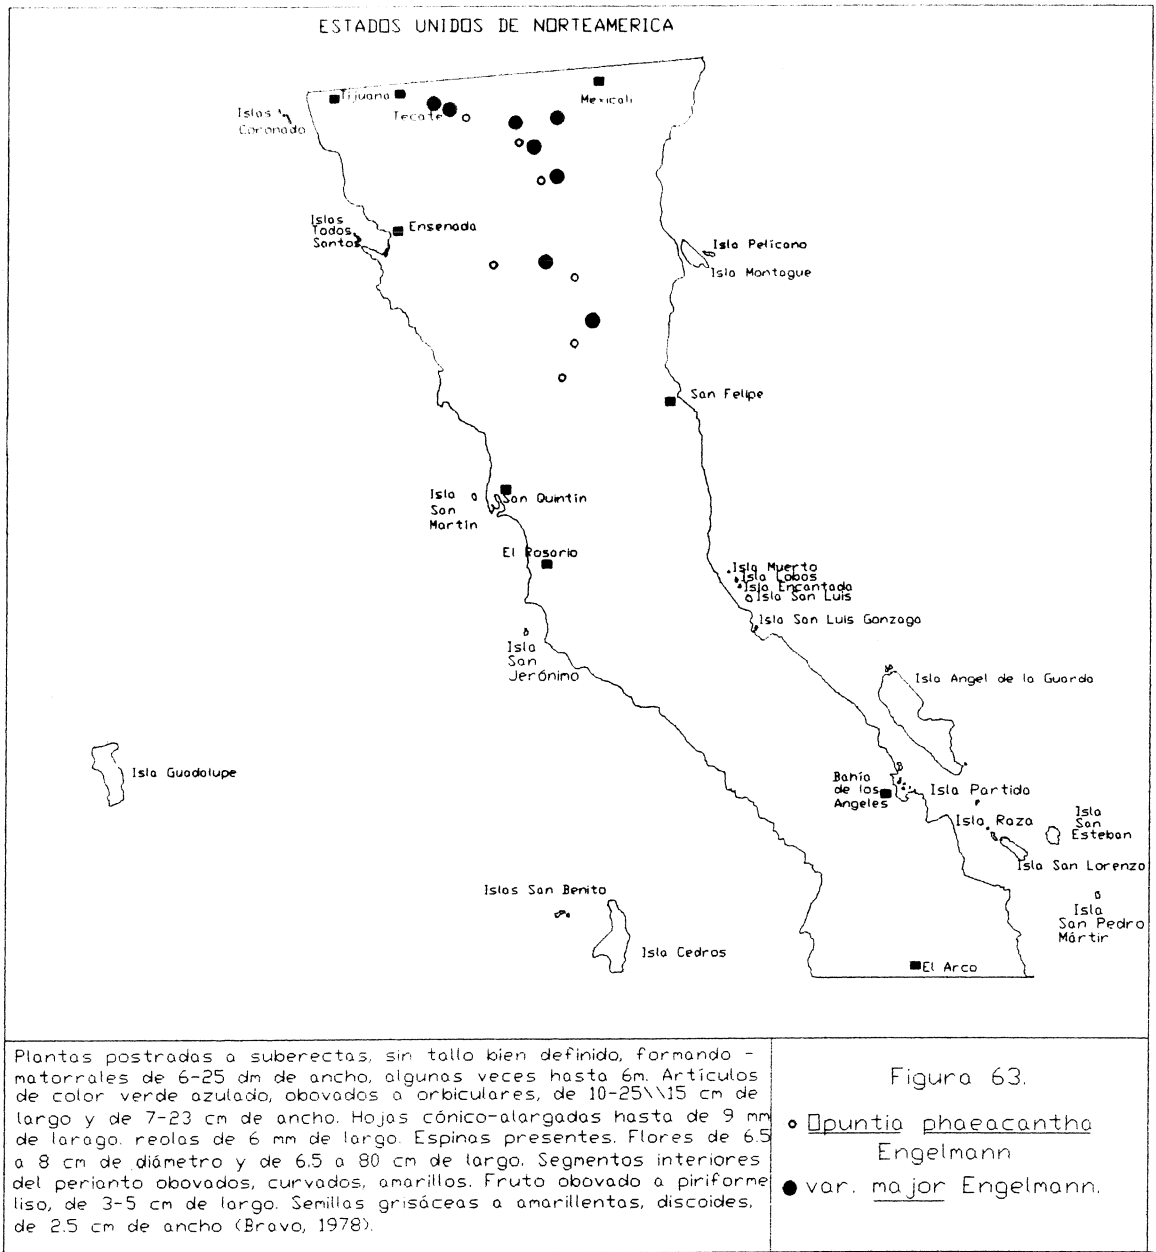 ESTADOS UNIDOS DE NORTEAMERICA
Tijuana
Tecate
Mexicali
Islas
Coronado
Islas
Todos
Santos
Ensenada
Isla Pelícano
Isla Montague
San Felipe
Isla
San
Martín
San Quintín
El Rosario
Isla Muerto
Isla Lobos
Isla Encantada
Isla San Luis
Isla San Luis Gonzaga
Isla
San
Jerónimo
Isla Angel de la Guarda
Isla Guadalupe
Bahía
de los
Angeles
Isla Partida
Isla Raza
Isla
San
Esteban
Isla San Lorenzo
Islas San Benito
Isla Cedros
Isla
San Pedro
Mártir
El Arco
Plantas postradas a suberectas, sin tallo bien definido, formando -
matorrales de 6-25 dm de ancho, algunas veces hasta 6m. Artículos
de color verde azulado, obovados a orbiculares, de 10-25\\15 cm de
largo y de 7-23 cm de ancho. Hojas cónico-alargadas hasta de 9 mm
de larago. reolas de 6 mm de largo. Espinas presentes. Flores de 6.5
a 8 cm de diámetro y de 6.5 a 80 cm de largo. Segmentos interiores
del perianto obovados, curvados, amarillos. Fruto obovado a piriforme
liso, de 3-5 cm de largo. Semillas grisáceas a amarillentas, discoides,
de 2.5 cm de ancho (Bravo, 1978).
Figura 63.
Opuntia phaeacantha
Engelmann
var. major Engelmann.